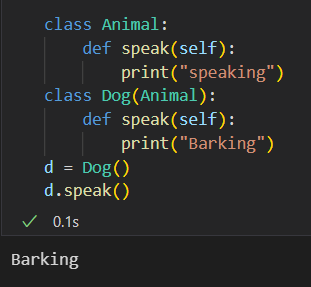 class Animal:
    def speak(self):
        print("speaking")
class Dog(Animal):
    def speak(self):
        print("Barking")
d = Dog()
d.speak()
0.1s
Barking